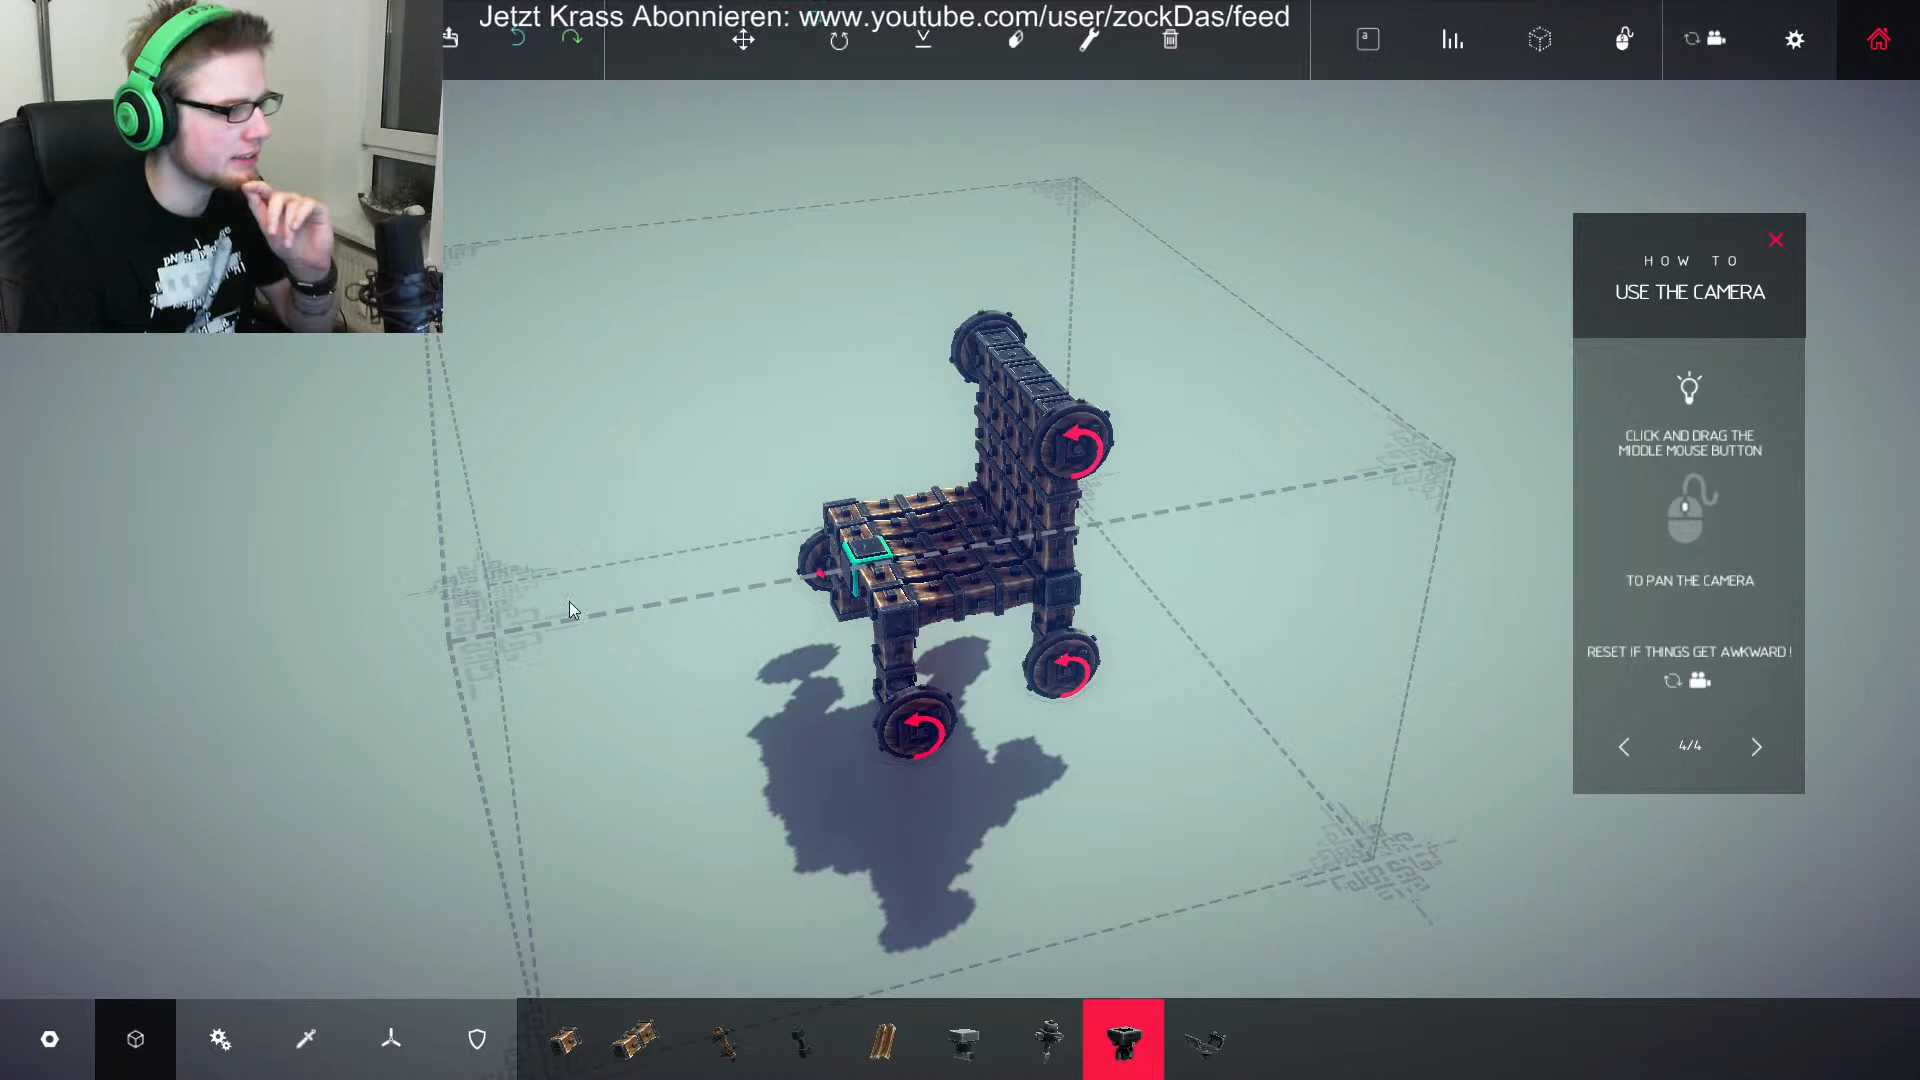 Jetzt Krass Abonnieren: www.youtube.com/user/zockDas/feed
HOW TO
USE THE CAMERA
CLICK AND DRAG THE
MIDDLE MOUSE BUTTON
TO PAN THE CAMERA
RESET IF THINGS GET AWKWARD !
4/4